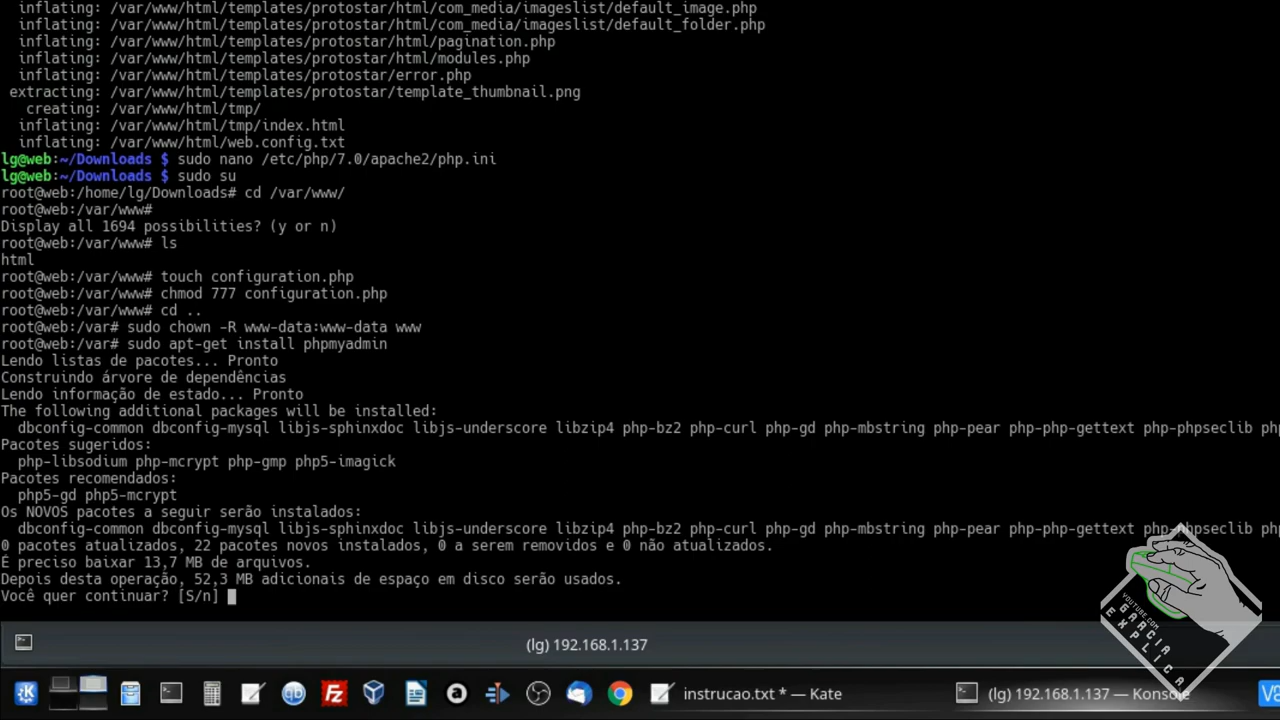 inflating: /var/www/html/templates/protostar/html/com_media/imageslist/default_image.php
inflating: /var/www/html/templates/protostar/html/com_media/imageslist/default_folder.php
inflating: /var/www/html/templates/protostar/html/pagination.php
inflating: /var/www/html/templates/protostar/html/modules.php
inflating: /var/www/html/templates/protostar/error.php
extracting: /var/www/html/templates/protostar/template_thumbnail.png
creating: /var/www/html/tmp/
inflating: /var/www/html/tmp/index.html
inflating: /var/www/html/web.config.txt
lg@web:~/Downloads $ sudo nano /etc/php/7.0/apache2/php.ini
lg@web:~/Downloads $ sudo su
root@web:/home/lg/Downloads# cd /var/www/
root@web:/var/www#
Display all 1694 possibilities? (y or n)
root@web:/var/www# ls
html
root@web:/var/www# touch configuration.php
root@web:/var/www# chmod 777 configuration.php
root@web:/var/www# cd ..
root@web:/var# sudo chown -R www-data:www-data www
root@web:/var# sudo apt-get install phpmyadmin
Lendo listas de pacotes... Pronto
Construindo árvore de dependências
Lendo informação de estado... Pronto
The following additional packages will be installed:
dbconfig-common dbconfig-mysql libjs-sphinxdoc libjs-underscore libzip4 php-bz2 php-curl php-gd php-mbstring php-pear php-php-gettext php-phpseclib
Pacotes sugeridos:
php-libsodium php-mcrypt php-gmp php5-imagick
Pacotes recomendados:
php5-gd php5-mcrypt
Os NOVOS pacotes a seguir serão instalados:
dbconfig-common dbconfig-mysql libjs-sphinxdoc libjs-underscore libzip4 php-bz2 php-curl php-gd php-mbstring php-pear php-php-gettext php-phpseclib
0 pacotes atualizados, 22 pacotes novos instalados, 0 a serem removidos e 0 não atualizados.
É preciso baixar 13,7 MB de arquivos.
Depois desta operação, 52,3 MB adicionais de espaço em disco serão usados.
Você quer continuar? [S/n]
YOUTUBE.COM
GARCIA
EXPLICA
(lg) 192.168.1.137
instrucao.txt * — Kate
(lg) 192.168.1.137 — Konsole